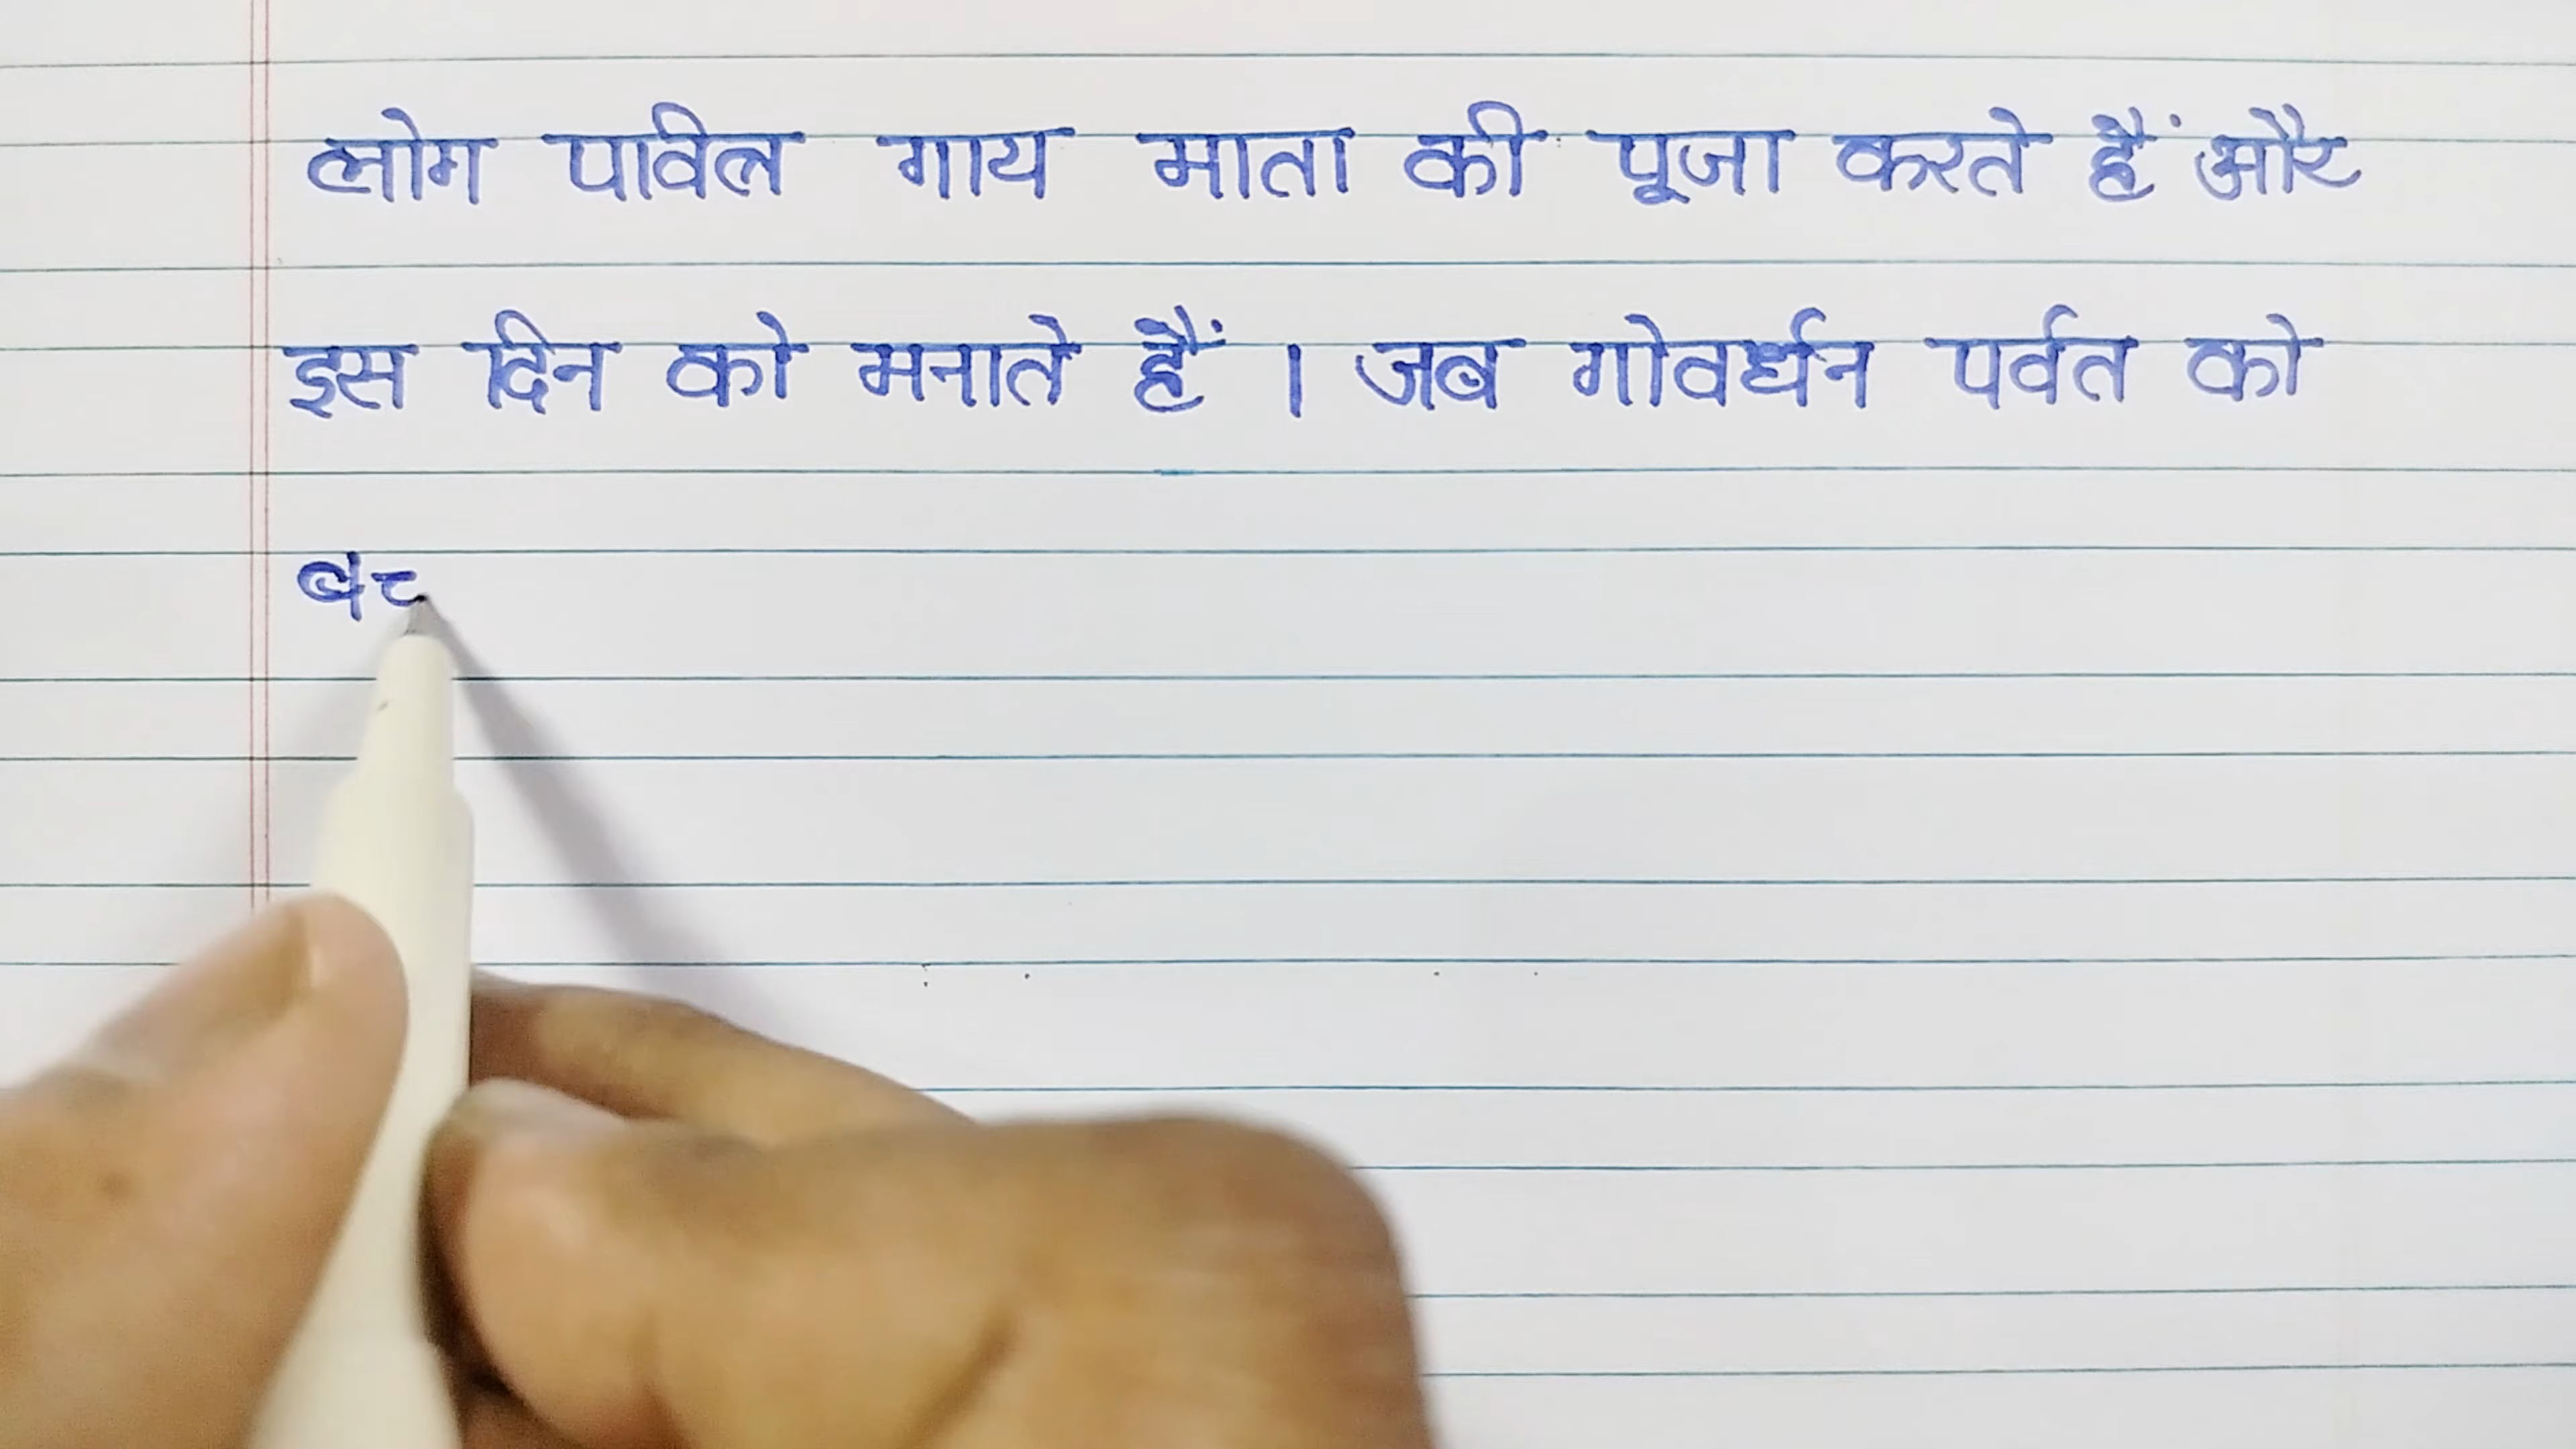 लोग पवित्र गाय माता की पूजा करते हैं और
इस दिन को मनाते हैं । जब गोवर्धन पर्वत को